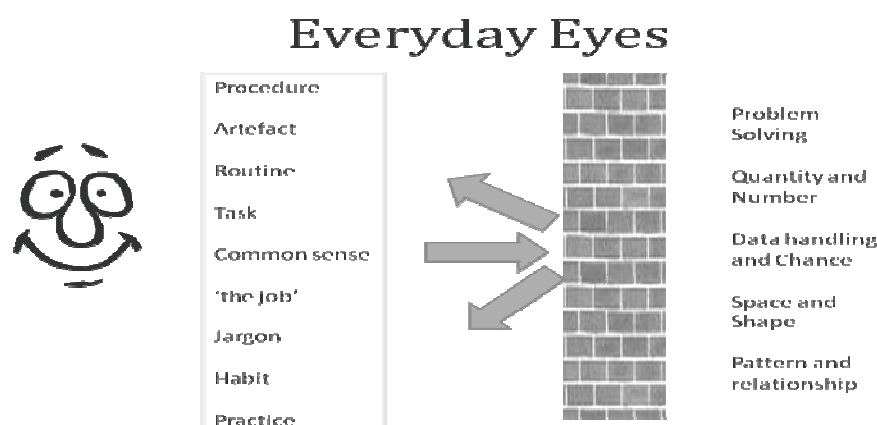 Everyday Eyes
Procedure
Artefact
Routine
Task
Common sense
'the job'
Jargon
Habit
Practice
Problem
Solving
Quantity and
Number
Data handling
and Chance
Space and
Shape
Pattern and
relationship